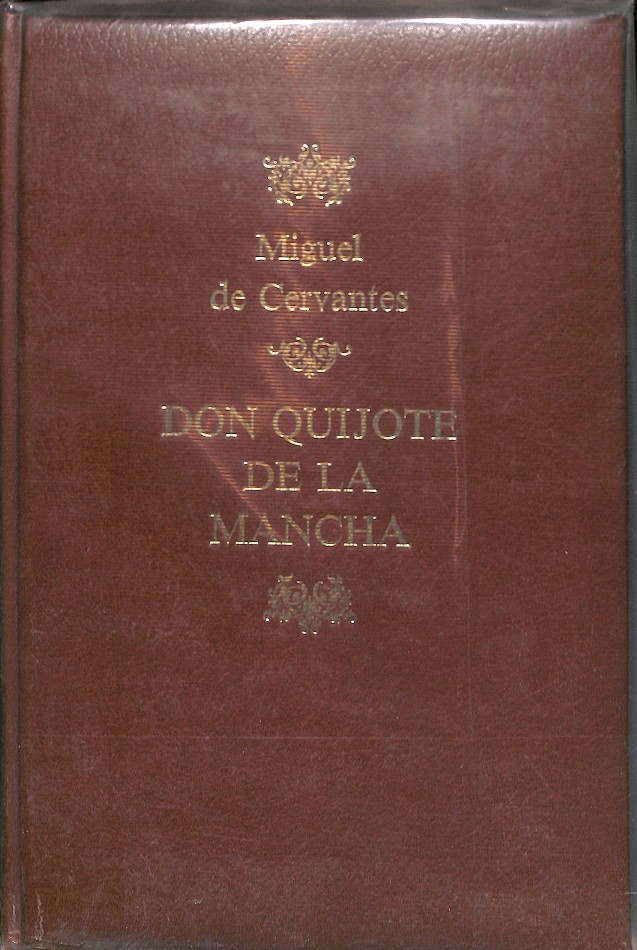 Miguel
de Cervantes
DON QUIJOTE
DE LA
MANCHA